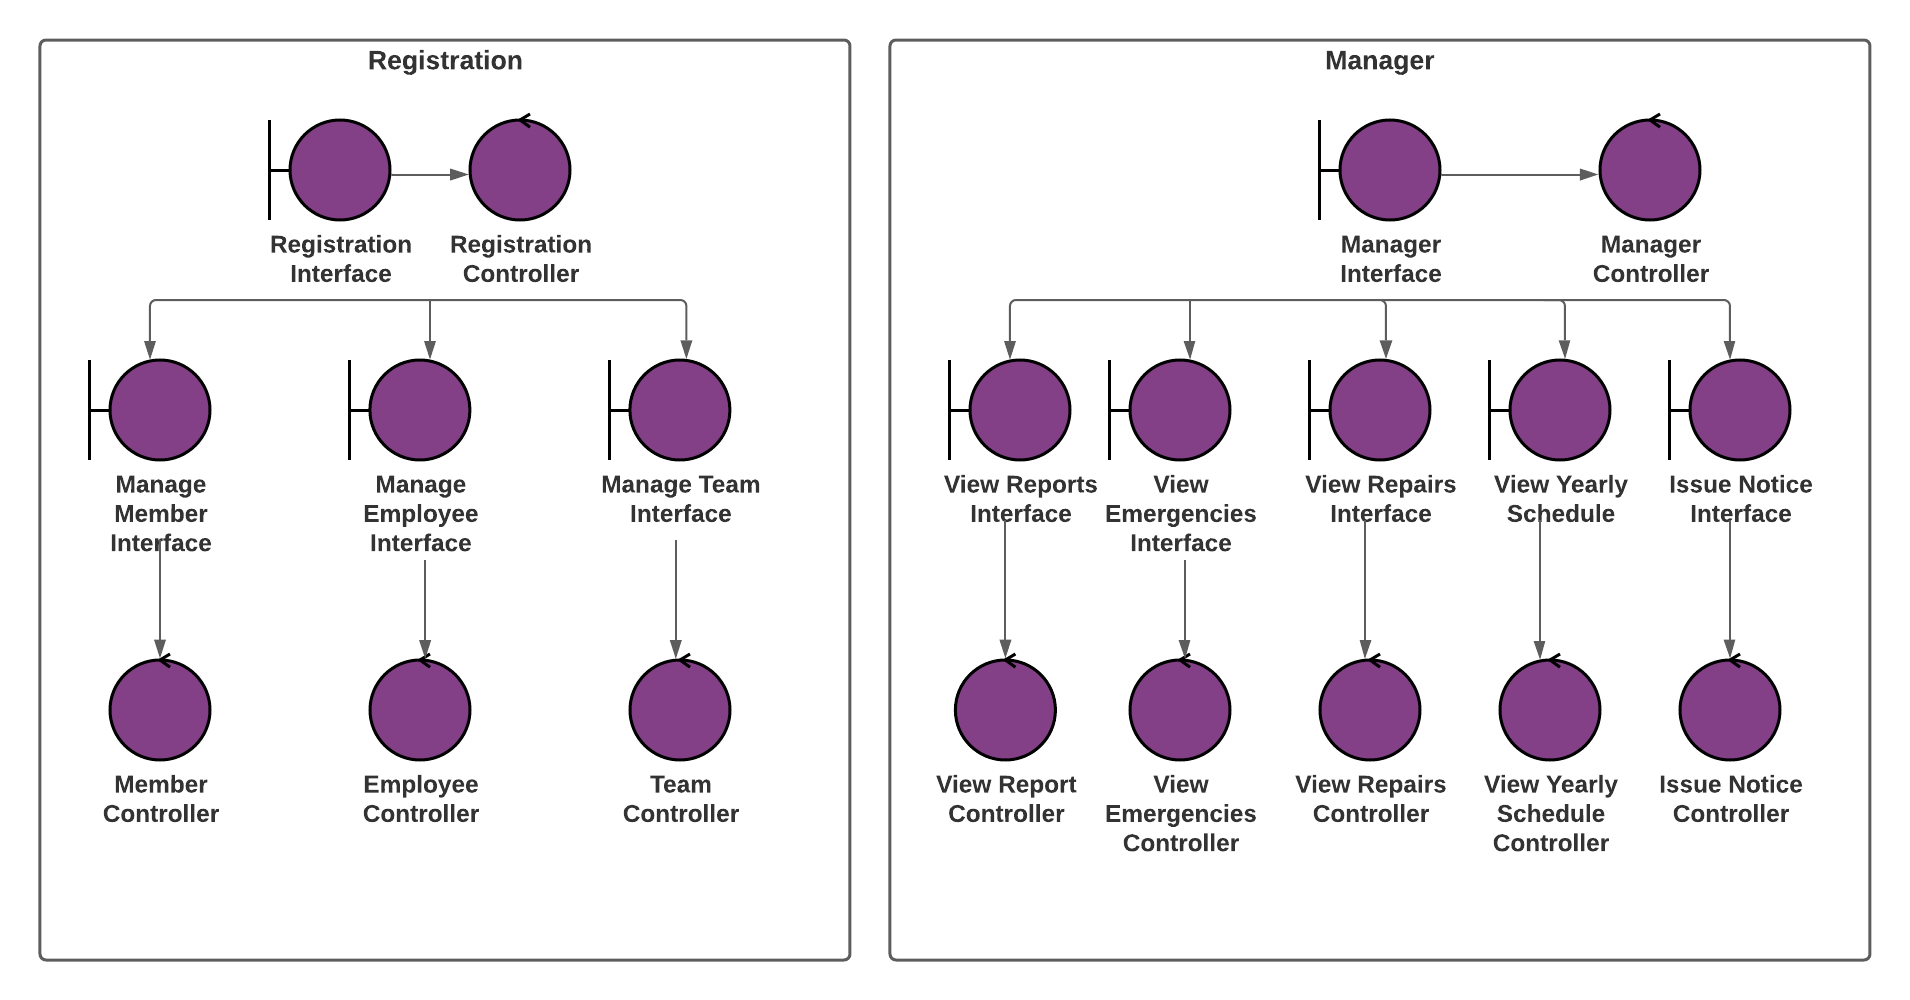 Registration
Registration
Interface
Registration
Controller
Manage
Member
Interface
Manage
Employee
Interface
Manage Team
Interface
Member
Controller
Employee
Controller
Team
Controller
Manager
Manager
Interface
Manager
Controller
View Reports
Interface
View
Emergencies
Interface
View Repairs
Interface
View Yearly
Schedule
Issue Notice
Interface
View Report
Controller
View
Emergencies
Controller
View Repairs
Controller
View Yearly
Schedule
Controller
Issue Notice
Controller